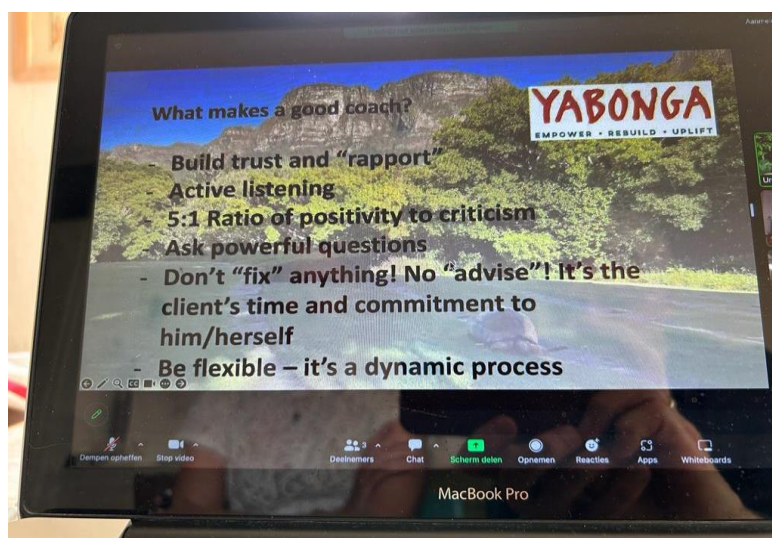 What makes a good coach?
YABONGA
EMPOWER • REBUILD • UPLIFT
- Build trust and “rapport”
- Active listening
- 5:1 Ratio of positivity to criticism
- Ask powerful questions
- Don’t “fix” anything! No “advise”! It’s the
client’s time and commitment to
him/herself
- Be flexible – it’s a dynamic process
CC
3
Dempen opheffen
Stop video
Deelnemers
Chat
Scherm delen
Opnemen
Reacties
Apps
Whiteboards
MacBook Pro